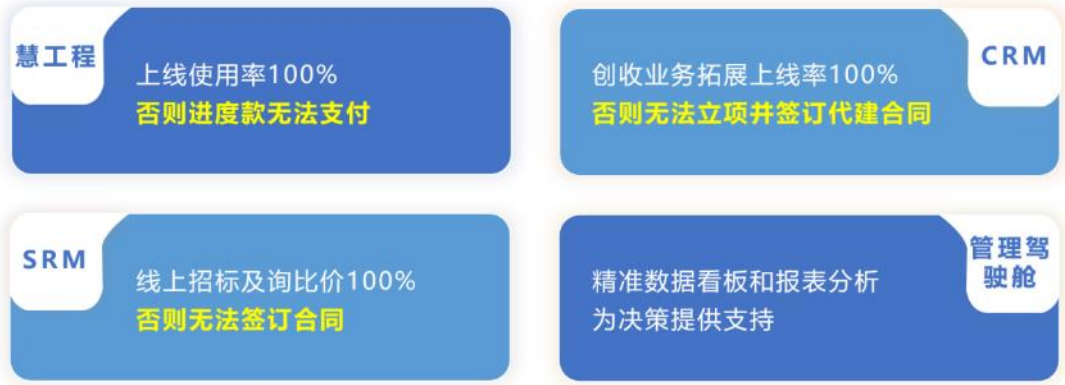 慧工程
上线使用率100%
否则进度款无法支付
CRM
创收业务拓展上线率100%
否则无法立项并签订代建合同
SRM
线上招标及询比价100%
否则无法签订合同
管理驾
驶舱
精准数据看板和报表分析
为决策提供支持